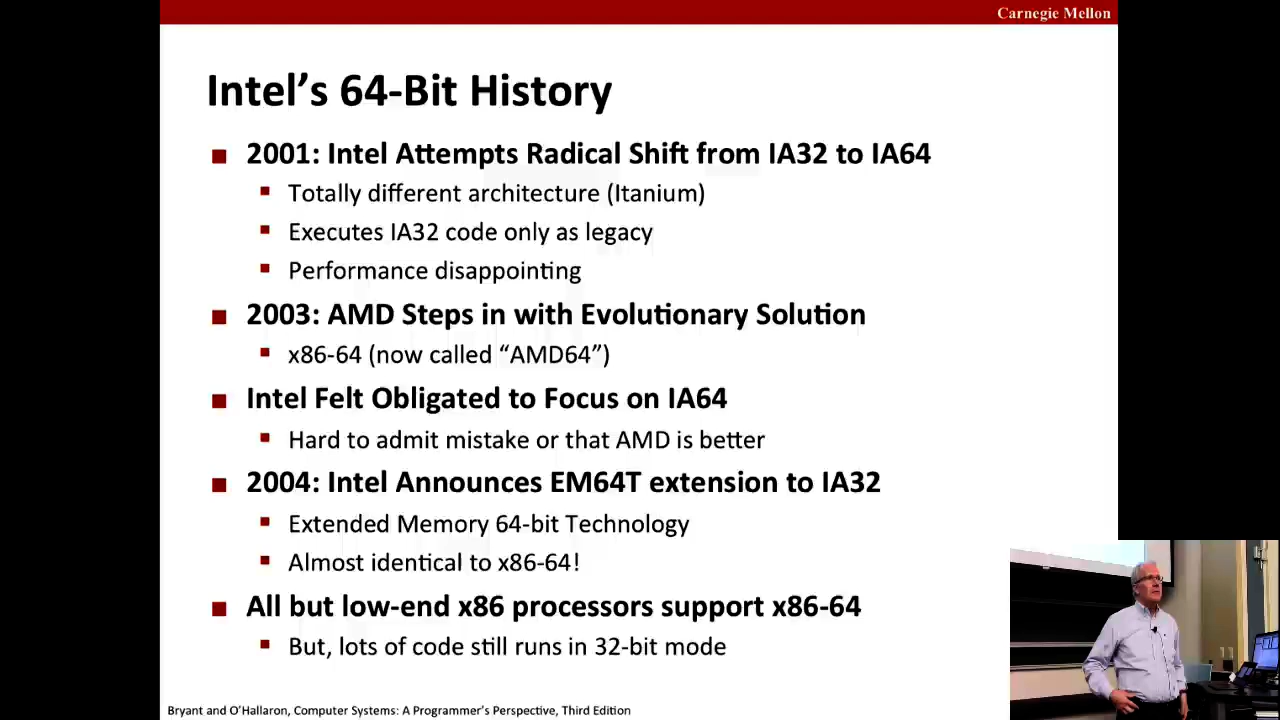 Carnegie Mellon
Intel's 64-Bit History
2001: Intel Attempts Radical Shift from IA32 to IA64
Totally different architecture (Itanium)
Executes IA32 code only as legacy
Performance disappointing
2003: AMD Steps in with Evolutionary Solution
x86-64 (now called “AMD64”)
Intel Felt Obligated to Focus on IA64
Hard to admit mistake or that AMD is better
2004: Intel Announces EM64T extension to IA32
Extended Memory 64-bit Technology
Almost identical to x86-64!
All but low-end x86 processors support x86-64
But, lots of code still runs in 32-bit mode
Bryant and O'Hallaron, Computer Systems: A Programmer's Perspective, Third Edition